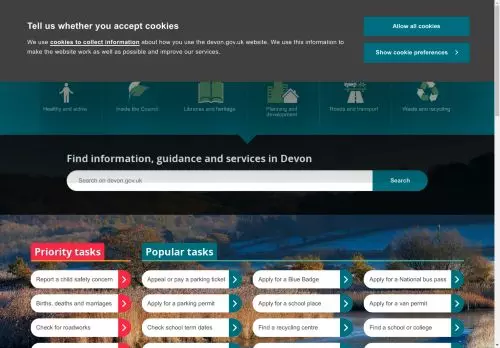 Tell us whether you accept cookies
We use cookies to collect information about how you use the devon.gov.uk website. We use this information to
make the website work as well as possible and improve our services.
Allow all cookies
Show cookie preferences
Healthy and active
Inside the Council
Libraries and heritage
Planning and
development
Roads and transport
Waste and recycling
Find information, guidance and services in Devon
Search on devon.gov.uk
Search
Priority tasks
Popular tasks
Report a child safety concern
Appeal or pay a parking ticket
Apply for a Blue Badge
Apply for a National bus pass
Births, deaths and marriages
Apply for a parking permit
Apply for a school place
Apply for a van permit
Check for roadworks
Check school term dates
Find a recycling centre
Find a school or college